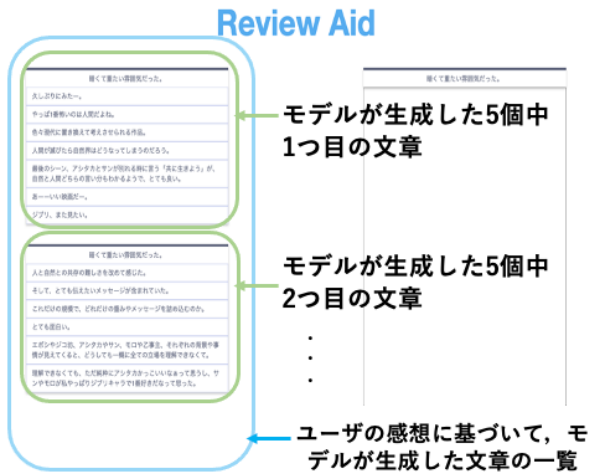 Review Aid
暗くて重たい雰囲気だった。
久しぶりにみたー。
やっぱ1番怖いのは人間だよね。
色々現代に置き換えて考えさせられる作品。
人間が滅びたら自然界はどうなってしまうのだろう。
最後のシーン、アシタカとサンが別れる時に言う「共に生きよう」が、
自然と人間どちらの言い分もわかるようで、とても良い。
あーーいい映画だー。
ジブリ、また見たい。
モデルが生成した5個中
1つ目の文章
暗くて重たい雰囲気だった。
人と自然との共存の難しさを改めて感じた。
そして、とても伝えたいメッセージが含まれていた。
これだけの規模で、どれだけの重みやメッセージを詰め込むのか。
とても面白い。
エボシやジコ坊、アシタカやサン、モロや乙事主、それぞれの背景や事
情が見えてくると、どうしても一概に全ての立場を理解できなくて。
理解できなくても、ただ純粋にアシタカかっこいいなぁって思うし、サ
ンやモロが私やっぱりジブリキャラで1番好きだなって思った。
モデルが生成した5個中
2つ目の文章
・
・
・
暗くて重たい雰囲気だった。
ユーザの感想に基づいて，モ
デルが生成した文章の一覧